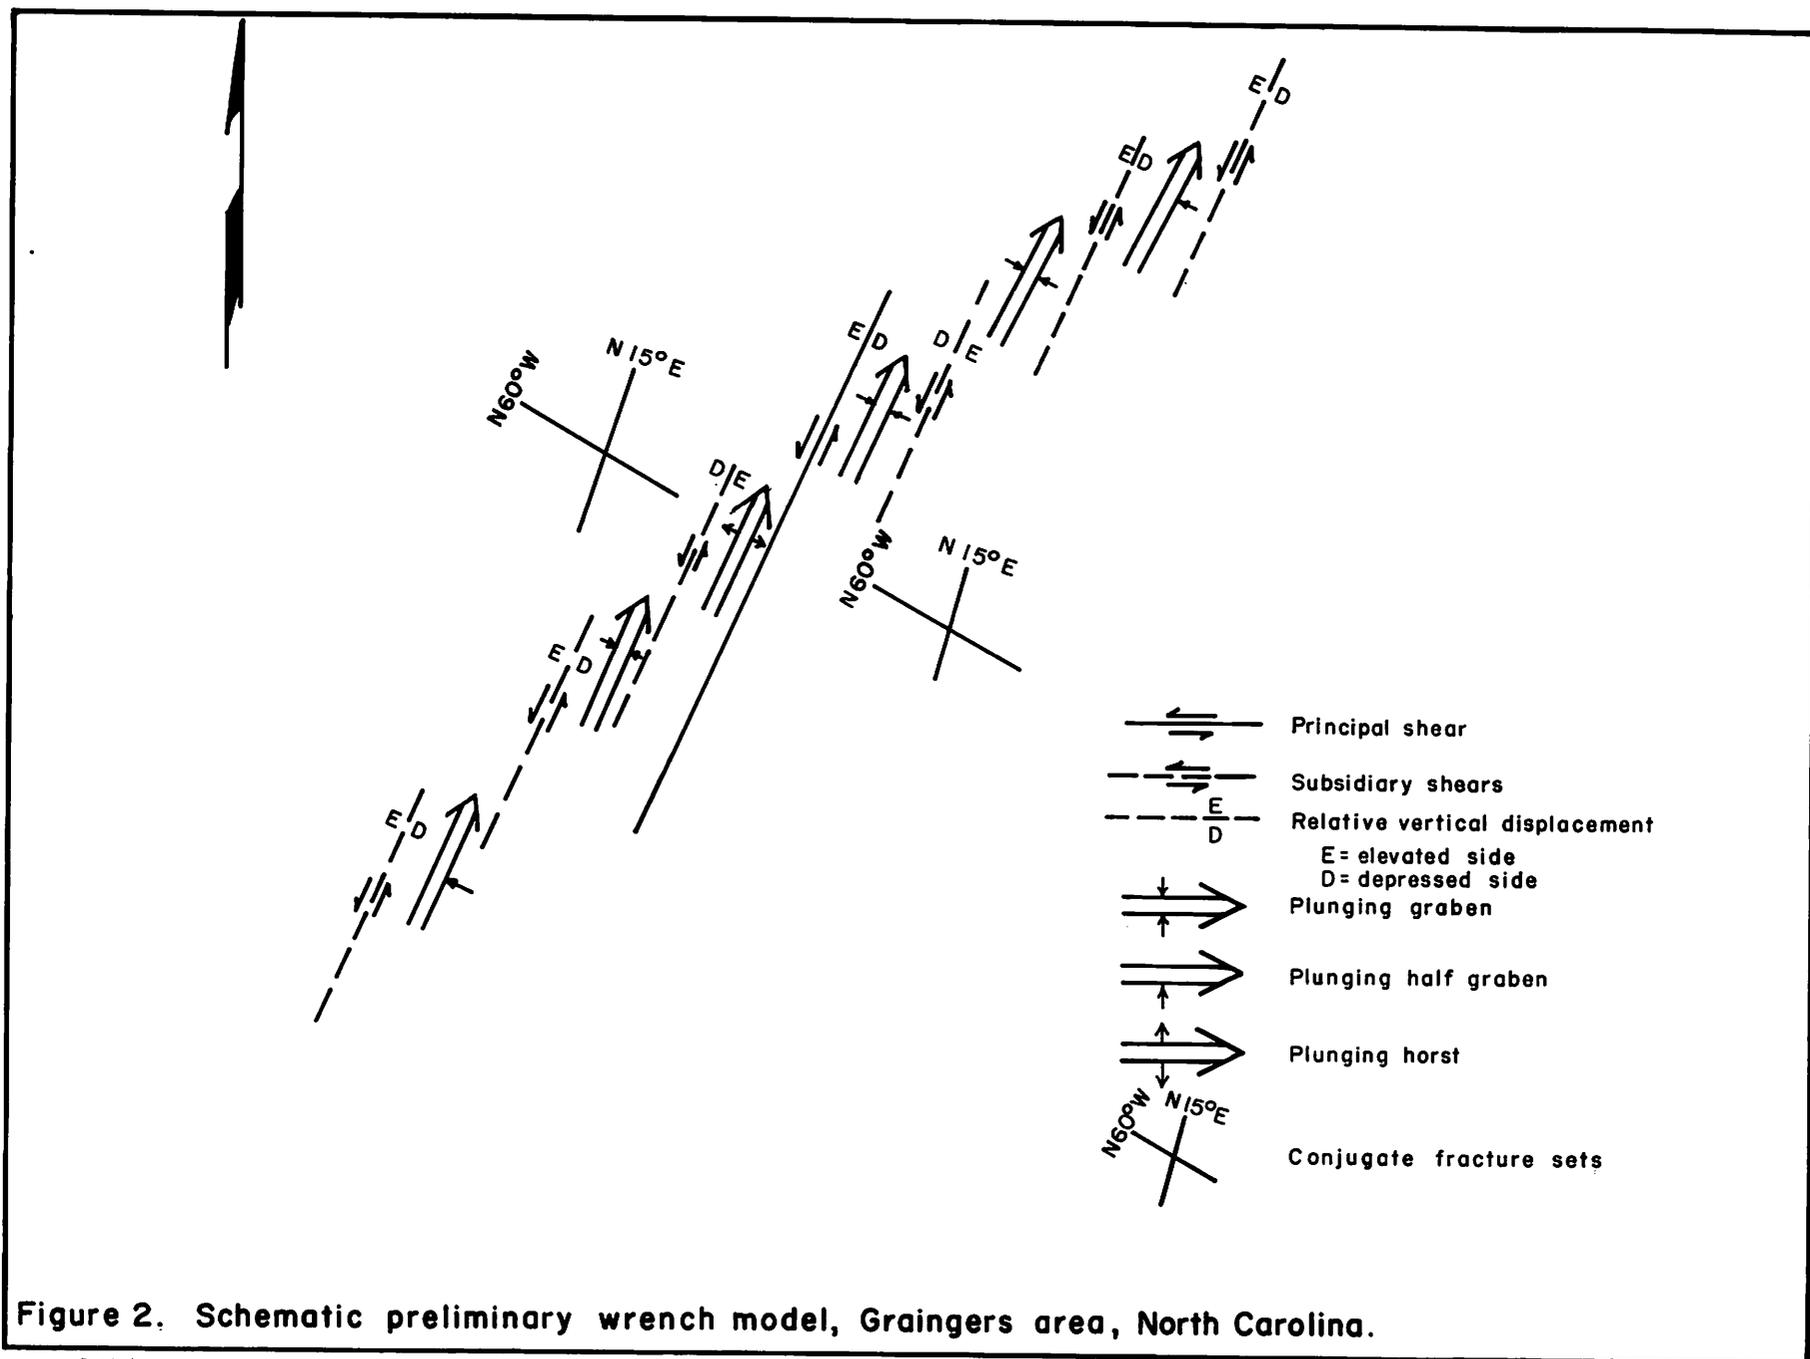 E D
E D
E D
D E
N 15° E
N60°W
D E
N 15° E
N60°W
E D
E D
Principal shear
Subsidiary shears
E
D
Relative vertical displacement
E= elevated side
D= depressed side
Plunging graben
Plunging half graben
Plunging horst
N60°W
N 15° E
Conjugate fracture sets
Figure 2. Schematic preliminary wrench model, Graingers area, North Carolina.